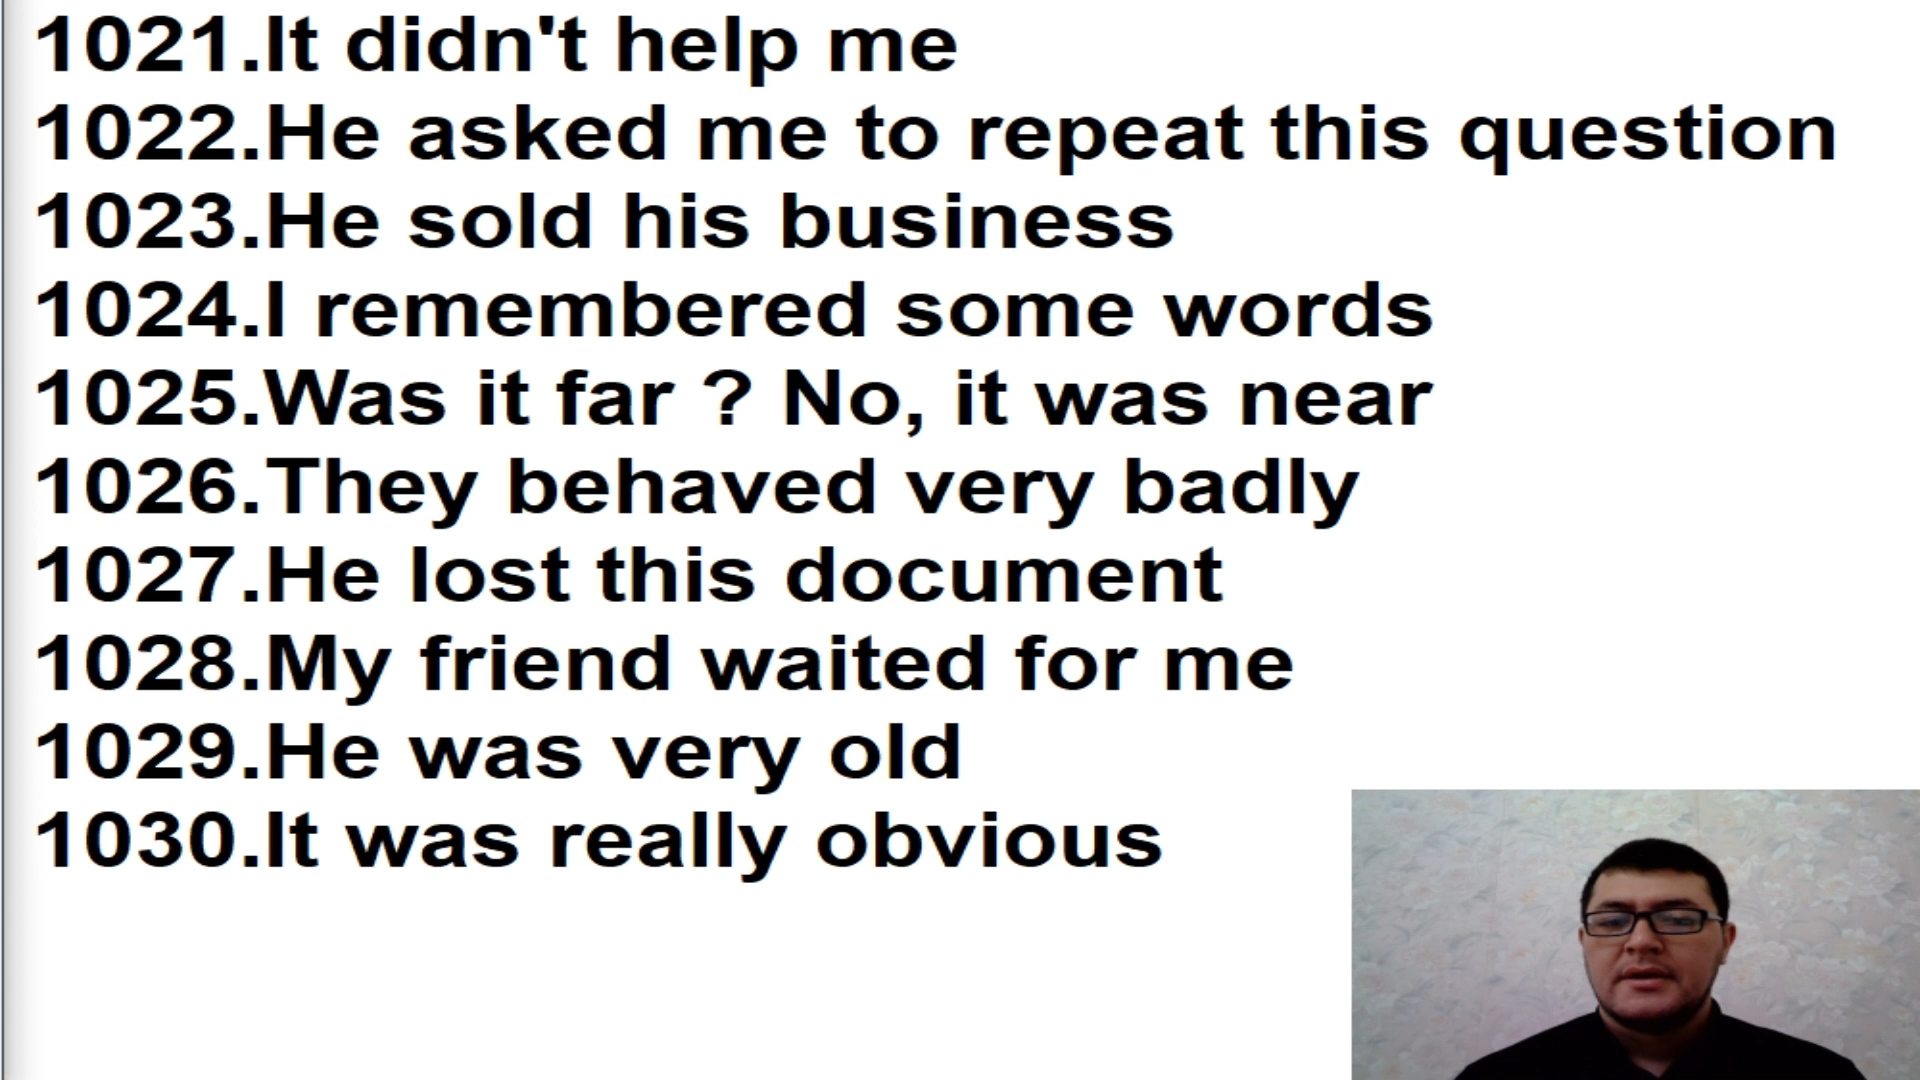 1021.It didn't help me
1022.He asked me to repeat this question
1023.He sold his business
1024.I remembered some words
1025.Was it far ? No, it was near
1026.They behaved very badly
1027.He lost this document
1028.My friend waited for me
1029.He was very old
1030.It was really obvious